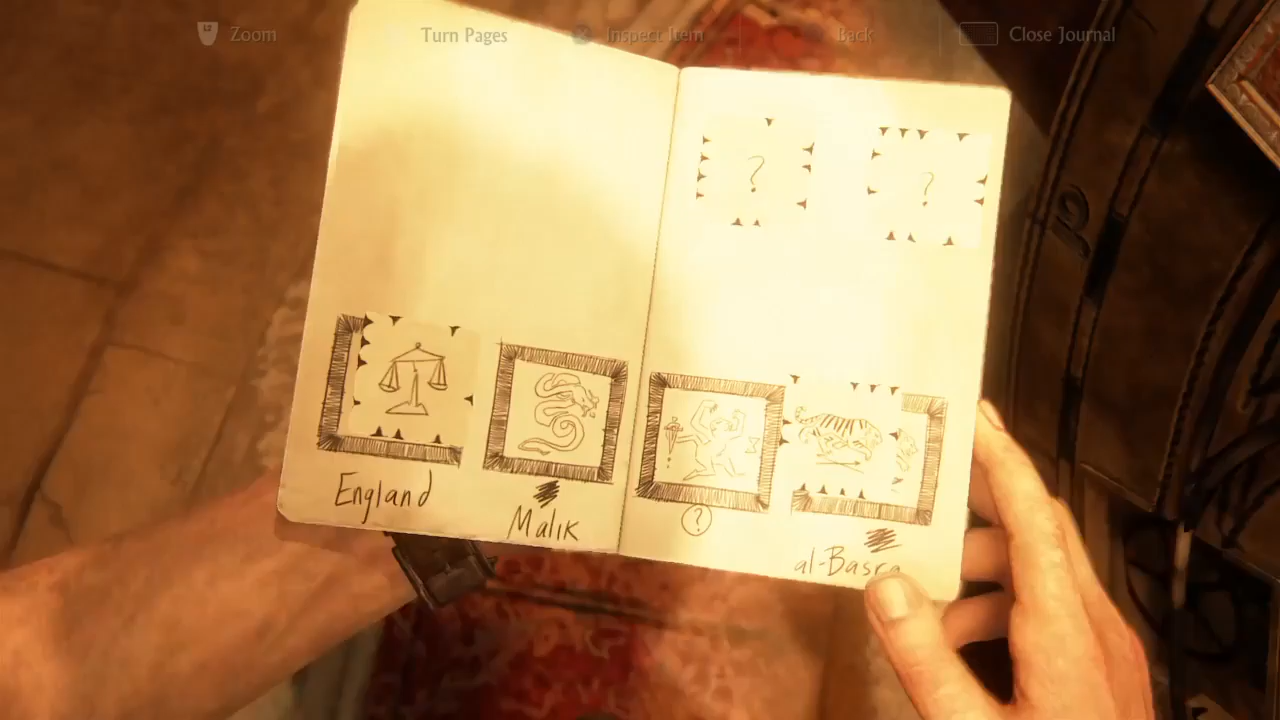 Zoom
Turn Pages
Inspect Item
Back
Close Journal
?
?
England
Malik
?
al-Basra